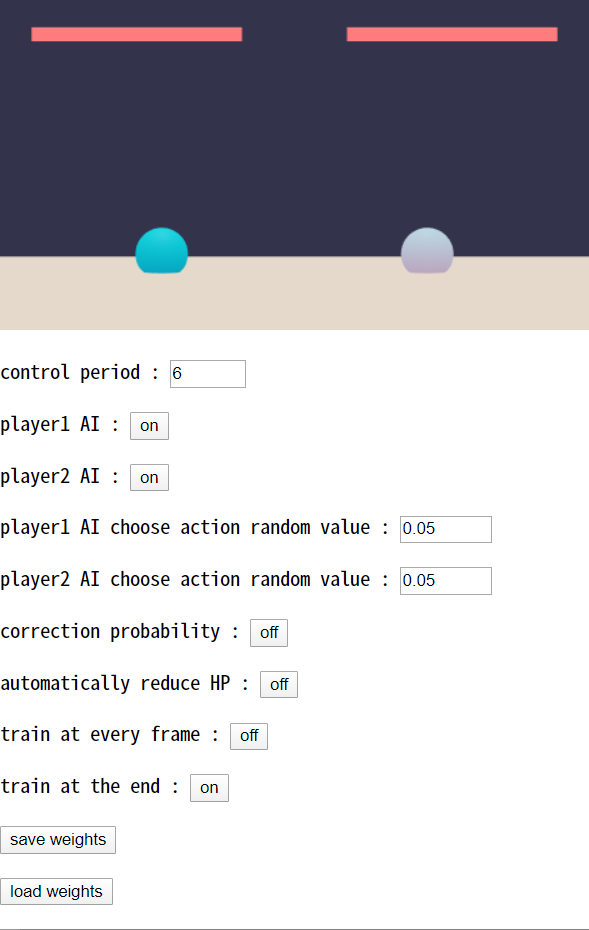 control period : 6
player1 AI : on
player2 AI : on
player1 AI choose action random value : 0.05
player2 AI choose action random value : 0.05
correction probability : off
automatically reduce HP : off
train at every frame : off
train at the end : on
save weights
load weights